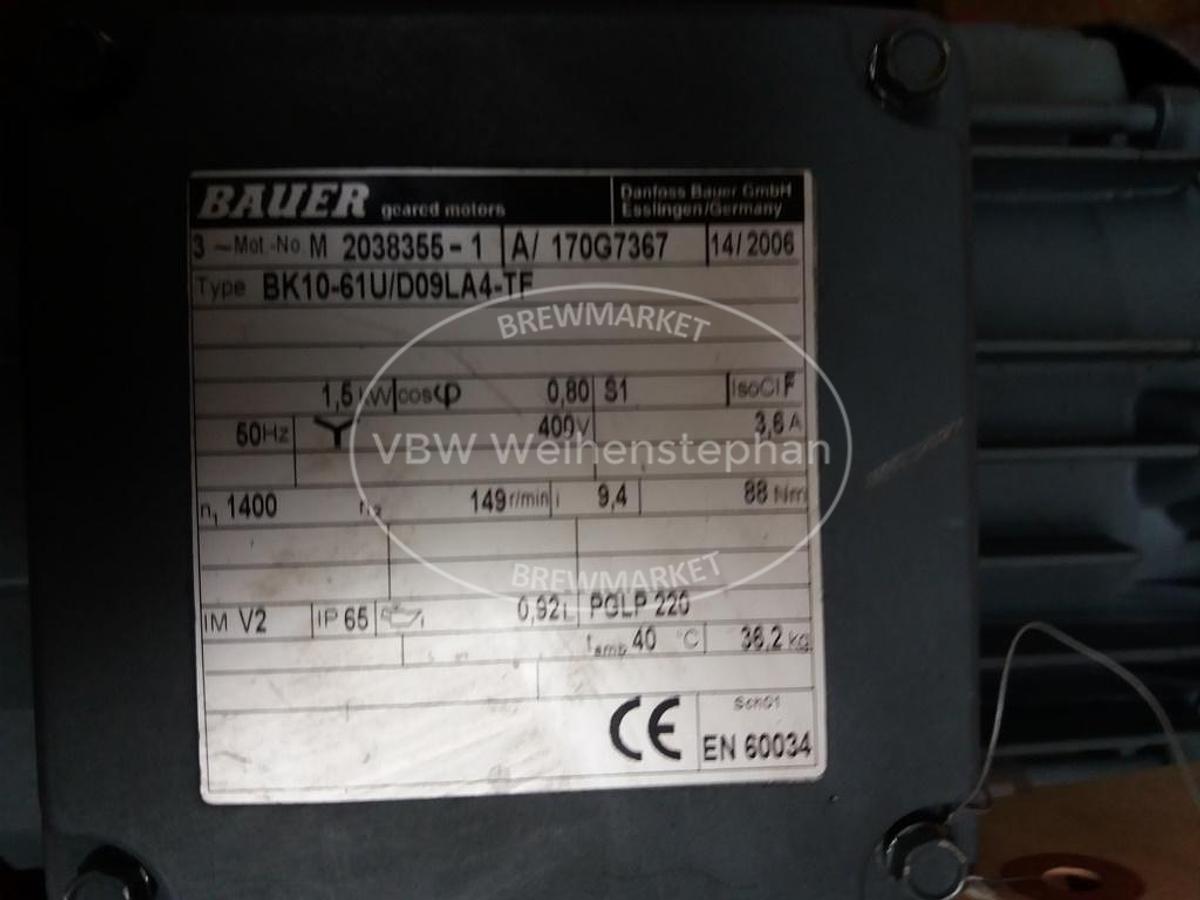 BAUER geared motors Danfoss Bauer GmbH
Esslingen/Germany
3 ~Mot.-No. M 2038355-1 A/ 170G7367 14/2006
Type BK10-61U/D09LA4-TF
BREWMARKET
1,5 kW cosφ 0,80 S1 IsoCl F
50Hz Y 400V 3,6 A
VBW Weihenstephan
n1 1400 n2 149 r/min i 9,4 88 Nm
BREWMARKET
IM V2 IP 65 0,92 L PGLP 220
tamb 40 °C 36,2 kg
CE
EN 60034